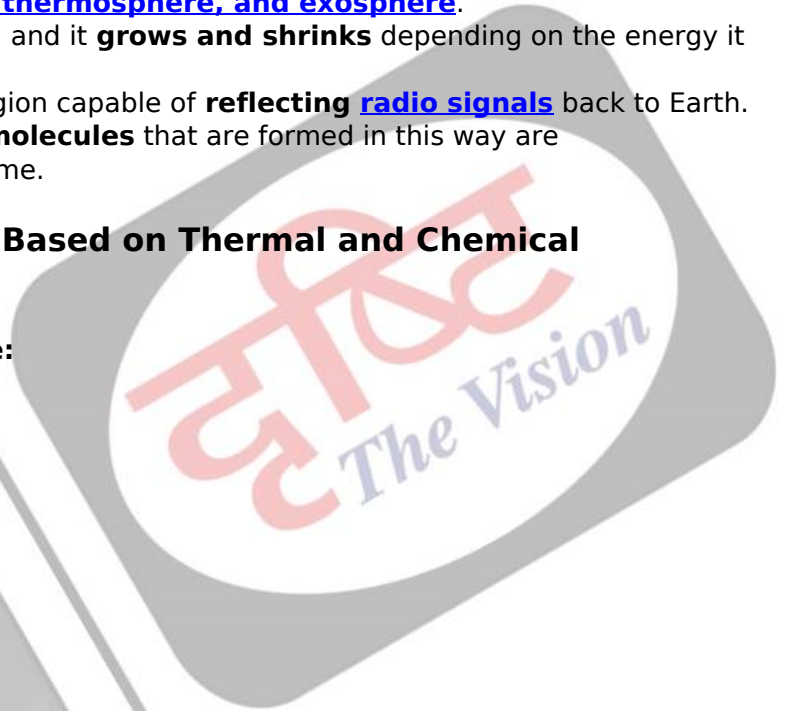 thermosphere, and exosphere.
and it grows and shrinks depending on the energy it
gion capable of reflecting radio signals back to Earth.
molecules that are formed in this way are
me.
Based on Thermal and Chemical
e:
दृष्टि
The Vision